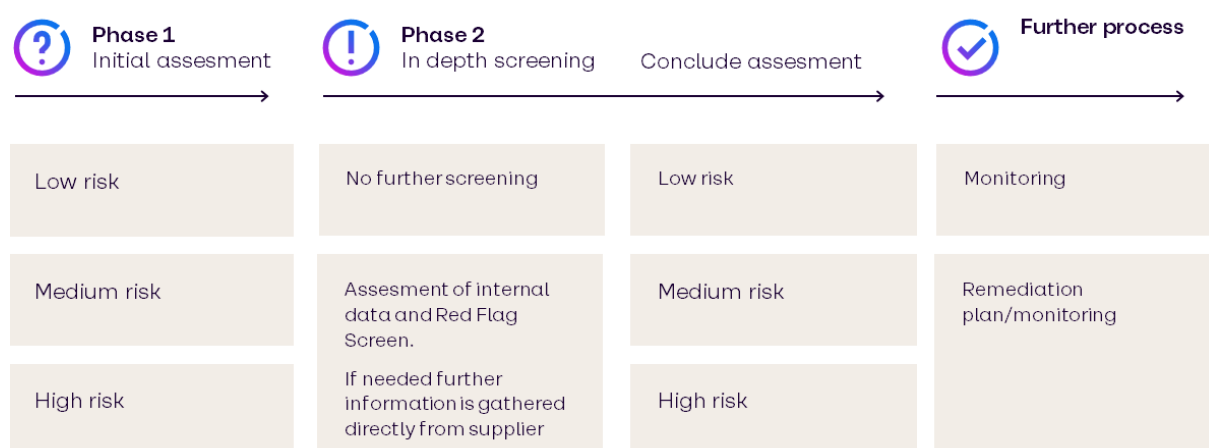 Phase 1
Initial assesment
Phase 2
In depth screening
Conclude assesment
Further process
Low risk
No further screening
Low risk
Monitoring
Medium risk
Assesment of internal
data and Red Flag
Screen.
If needed further
information is gathered
directly from supplier
Medium risk
Remediation
plan/monitoring
High risk
High risk